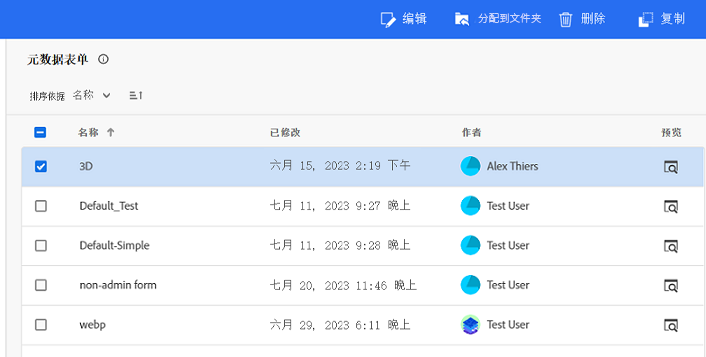 编辑 分配到文件夹 删除 复制
元数据表单
排序依据 名称
名称 已修改 作者 预览
3D 六月 15, 2023 2:19 下午 Alex Thiers
Default_Test 七月 11, 2023 9:27 晚上 Test User
Default-Simple 七月 11, 2023 9:28 晚上 Test User
non-admin form 七月 20, 2023 11:46 晚上 Test User
webp 六月 29, 2023 6:11 晚上 Test User